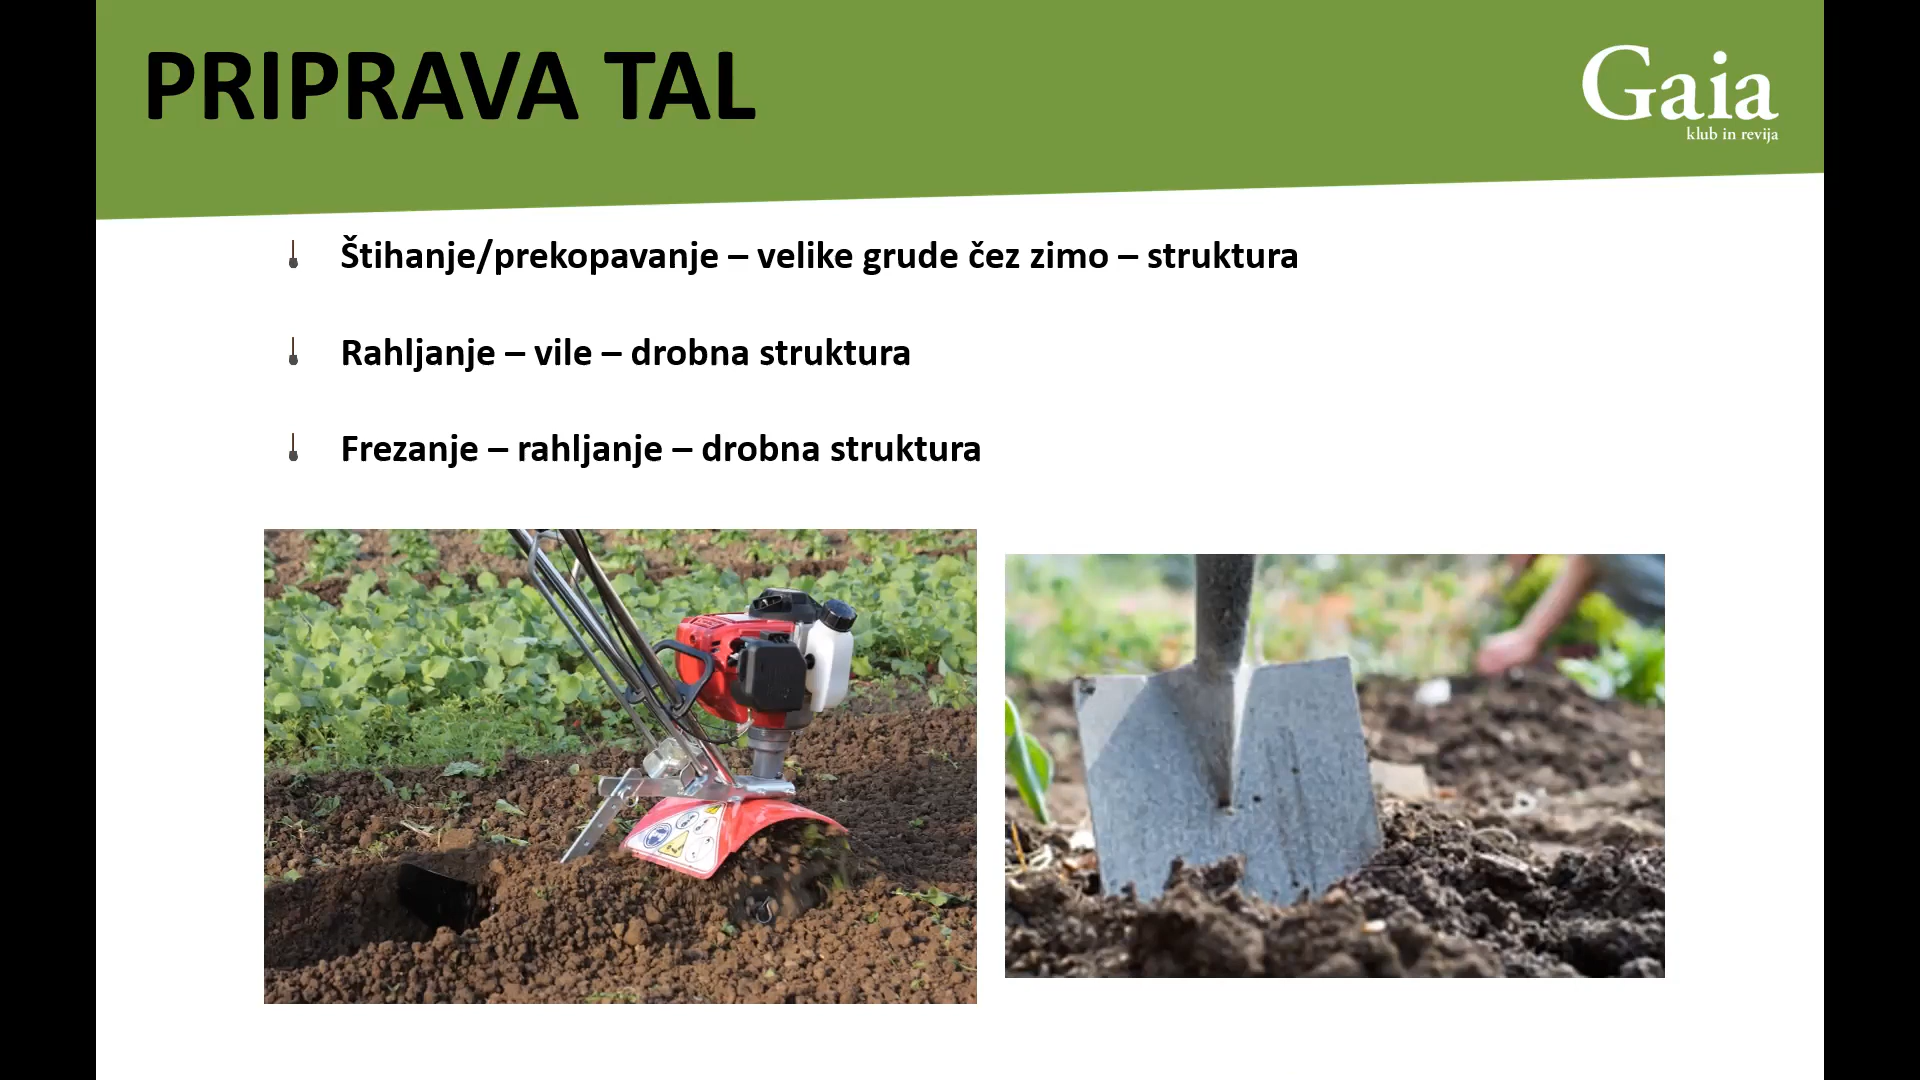 PRIPRAVA TAL
Gaia
klub in revija
Štihanje/prekopavanje – velike grude čez zimo – struktura
Rahljanje – vile – drobna struktura
Frezanje – rahljanje – drobna struktura